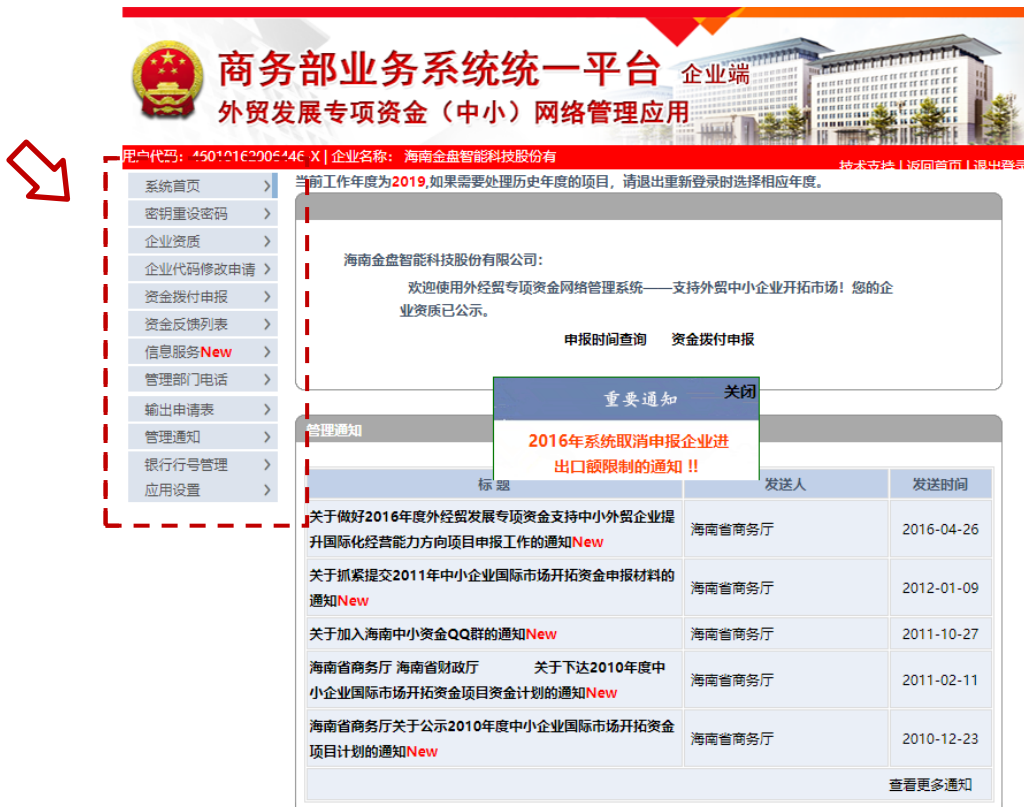 商务部业务系统统一平台 企业端
外贸发展专项资金（中小）网络管理应用
用户代码： 46010162006446-X | 企业名称： 海南金盘智能科技股份有
技术支持 | 返回首页 | 退出登录
当前工作年度为2019,如果需要处理历史年度的项目，请退出重新登录时选择相应年度。
系统首页
密钥重设密码
企业资质
企业代码修改申请
资金拨付申报
资金反馈列表
信息服务New
管理部门电话
输出申请表
管理通知
银行行号管理
应用设置
海南金盘智能科技股份有限公司：
欢迎使用外经贸专项资金网络管理系统——支持外贸中小企业开拓市场！您的企
业资质已公示。
申报时间查询 资金拨付申报
重要通知 关闭
2016年系统取消申报企业进
出口额限制的通知 !!
管理通知
标 题 发送人 发送时间
关于做好2016年度外经贸发展专项资金支持中小外贸企业提
升国际化经营能力方向项目申报工作的通知New
海南省商务厅 2016-04-26
关于抓紧提交2011年中小企业国际市场开拓资金申报材料的
通知New
海南省商务厅 2012-01-09
关于加入海南中小资金QQ群的通知New 海南省商务厅 2011-10-27
海南省商务厅 海南省财政厅 关于下达2010年度中
小企业国际市场开拓资金项目资金计划的通知New
海南省商务厅 2011-02-11
海南省商务厅关于公示2010年度中小企业国际市场开拓资金
项目计划的通知New
海南省商务厅 2010-12-23
查看更多通知